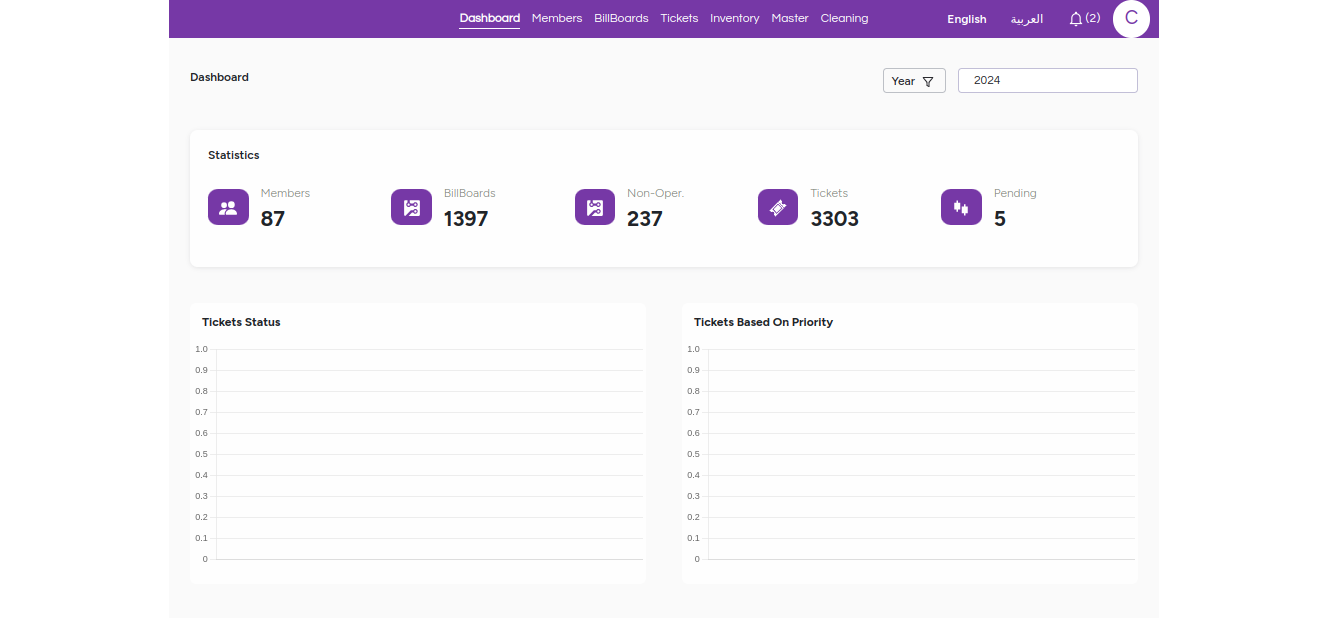 Dashboard Members BillBoards Tickets Inventory Master Cleaning English العربية (2) C
Dashboard
Year 2024
Statistics
Members BillBoards Non-Oper. Tickets Pending
87 1397 237 3303 5
Tickets Status
1.0
0.9
0.8
0.7
0.6
0.5
0.4
0.3
0.2
0.1
0
Tickets Based On Priority
1.0
0.9
0.8
0.7
0.6
0.5
0.4
0.3
0.2
0.1
0